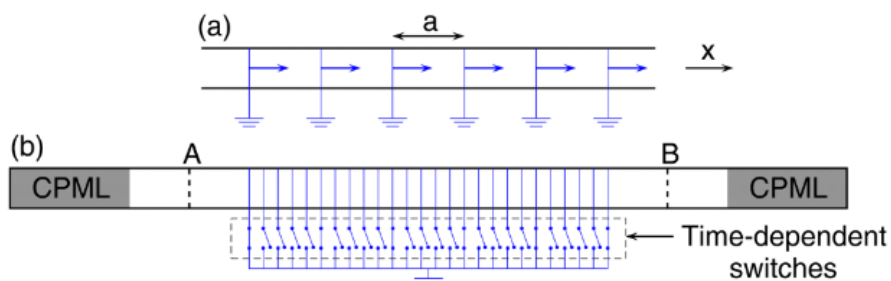 (a)
a
x
(b)
A
B
CPML
CPML
Time-dependent
switches